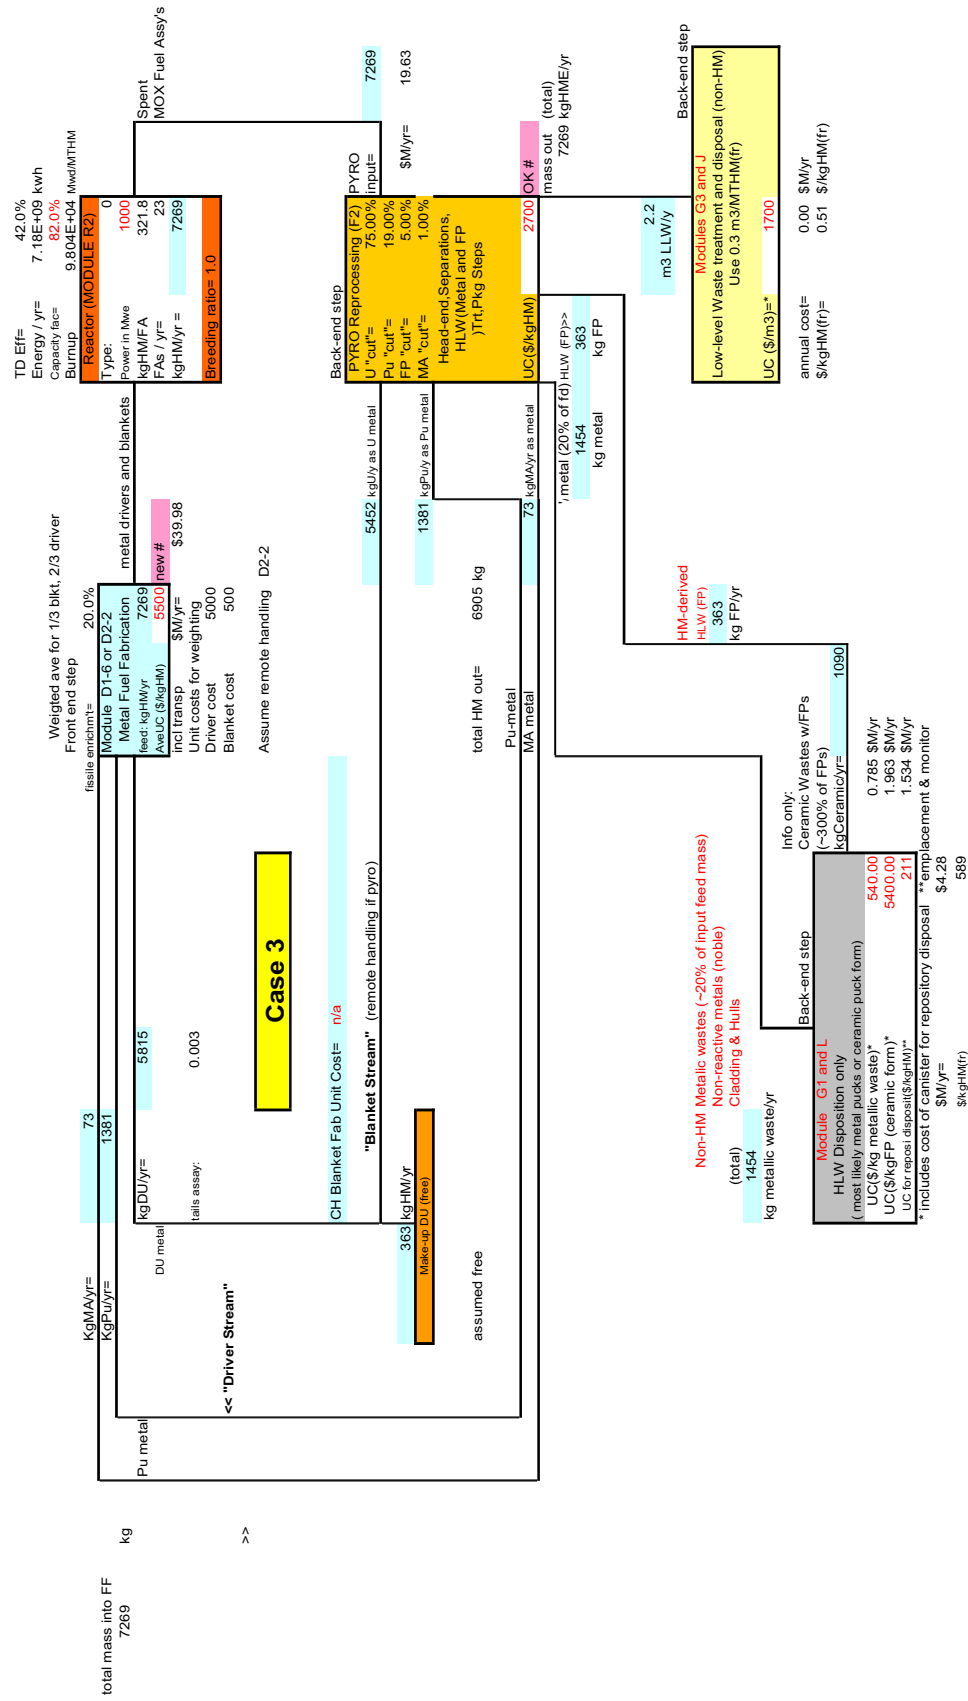 total mass into FF
7269 kg
>>
TD Eff= 42.0%
Energy / yr= 7.18E+09 kwh
Capacity fac= 82.0%
Burnup 9.804E+04 Mwd/MTHM
Reactor (MODULE R2)
Type: 0
Power in Mwe 1000
kgHM/FA 321.8
FAs / yr= 23
kgHM/yr = 7269
Breeding ratio= 1.0
Spent
MOX Fuel Assy's
metal drivers and blankets
Weigted ave for 1/3 blkt, 2/3 driver
Front end step
fissile enrichm't= 20.0%
Module D1-6 or D2-2
Metal Fuel Fabrication
feed: kgHM/yr 7269
AveUC ($/kgHM) 5500 new #
incl transp $M/yr= $39.98
Unit costs for weighting
Driver cost 5000
Blanket cost 500
Assume remote handling D2-2
KgMA/yr= 73
KgPu/yr= 1381
Pu metal
DU metal
kgDU/yr= 5815
tails assay: 0.003
<< "Driver Stream"
Case 3
CH Blanket Fab Unit Cost= n/a
"Blanket Stream" (remote handling if pyro)
363 kgHM/yr
Make-up DU (free)
assumed free
Back-end step
PYRO Reprocessing (F2)
U "cut"= 75.00%
Pu "cut"= 19.00%
FP "cut"= 5.00%
MA "cut"= 1.00%
Head-end,Separations,
HLW(Metal and FP
)Trt,Pkg Steps
UC($/kgHM) 2700 OK #
PYRO
input= 7269
$M/yr= 19.63
mass out (total)
7269 kgHME/yr
5452 kgU/y as U metal
1381 kgPu/y as Pu metal
total HM out= 6905 kg
Pu-metal
MA metal
73 kgMA/yr as metal
metal (20% of fd) HLW (FP)>>
1454 363
kg metal kg FP
2.2
m3 LLW/y
Back-end step
Modules G3 and J
Low-level Waste treatment and disposal (non-HM)
Use 0.3 m3/MTHM(fr)
UC ($/m3)=* 1700
annual cost= 0.00 $M/yr
$/kgHM(fr)= 0.51 $/kgHM(fr)
HM-derived
HLW (FP)
363
kg FP/yr
Non-HM Metallic wastes (~20% of input feed mass)
Non-reactive metals (noble)
Cladding & Hulls
(total)
1454
kg metallic waste/yr
Info only:
Ceramic Wastes w/FPs
(~300% of FPs)
kgCeramic/yr= 1090
Back-end step
Module G1 and L
HLW Disposition only
( most likely metal pucks or ceramic puck form)
UC($/kg metallic waste)* 540.00 0.785 $M/yr
UC($/kgFP (ceramic form)* 5400.00 1.963 $M/yr
UC for reposi disposit($/kgHM)** 211 1.534 $M/yr
* includes cost of canister for repository disposal **emplacement & monitor
$M/yr= $4.28
$/kgHM(fr) 589